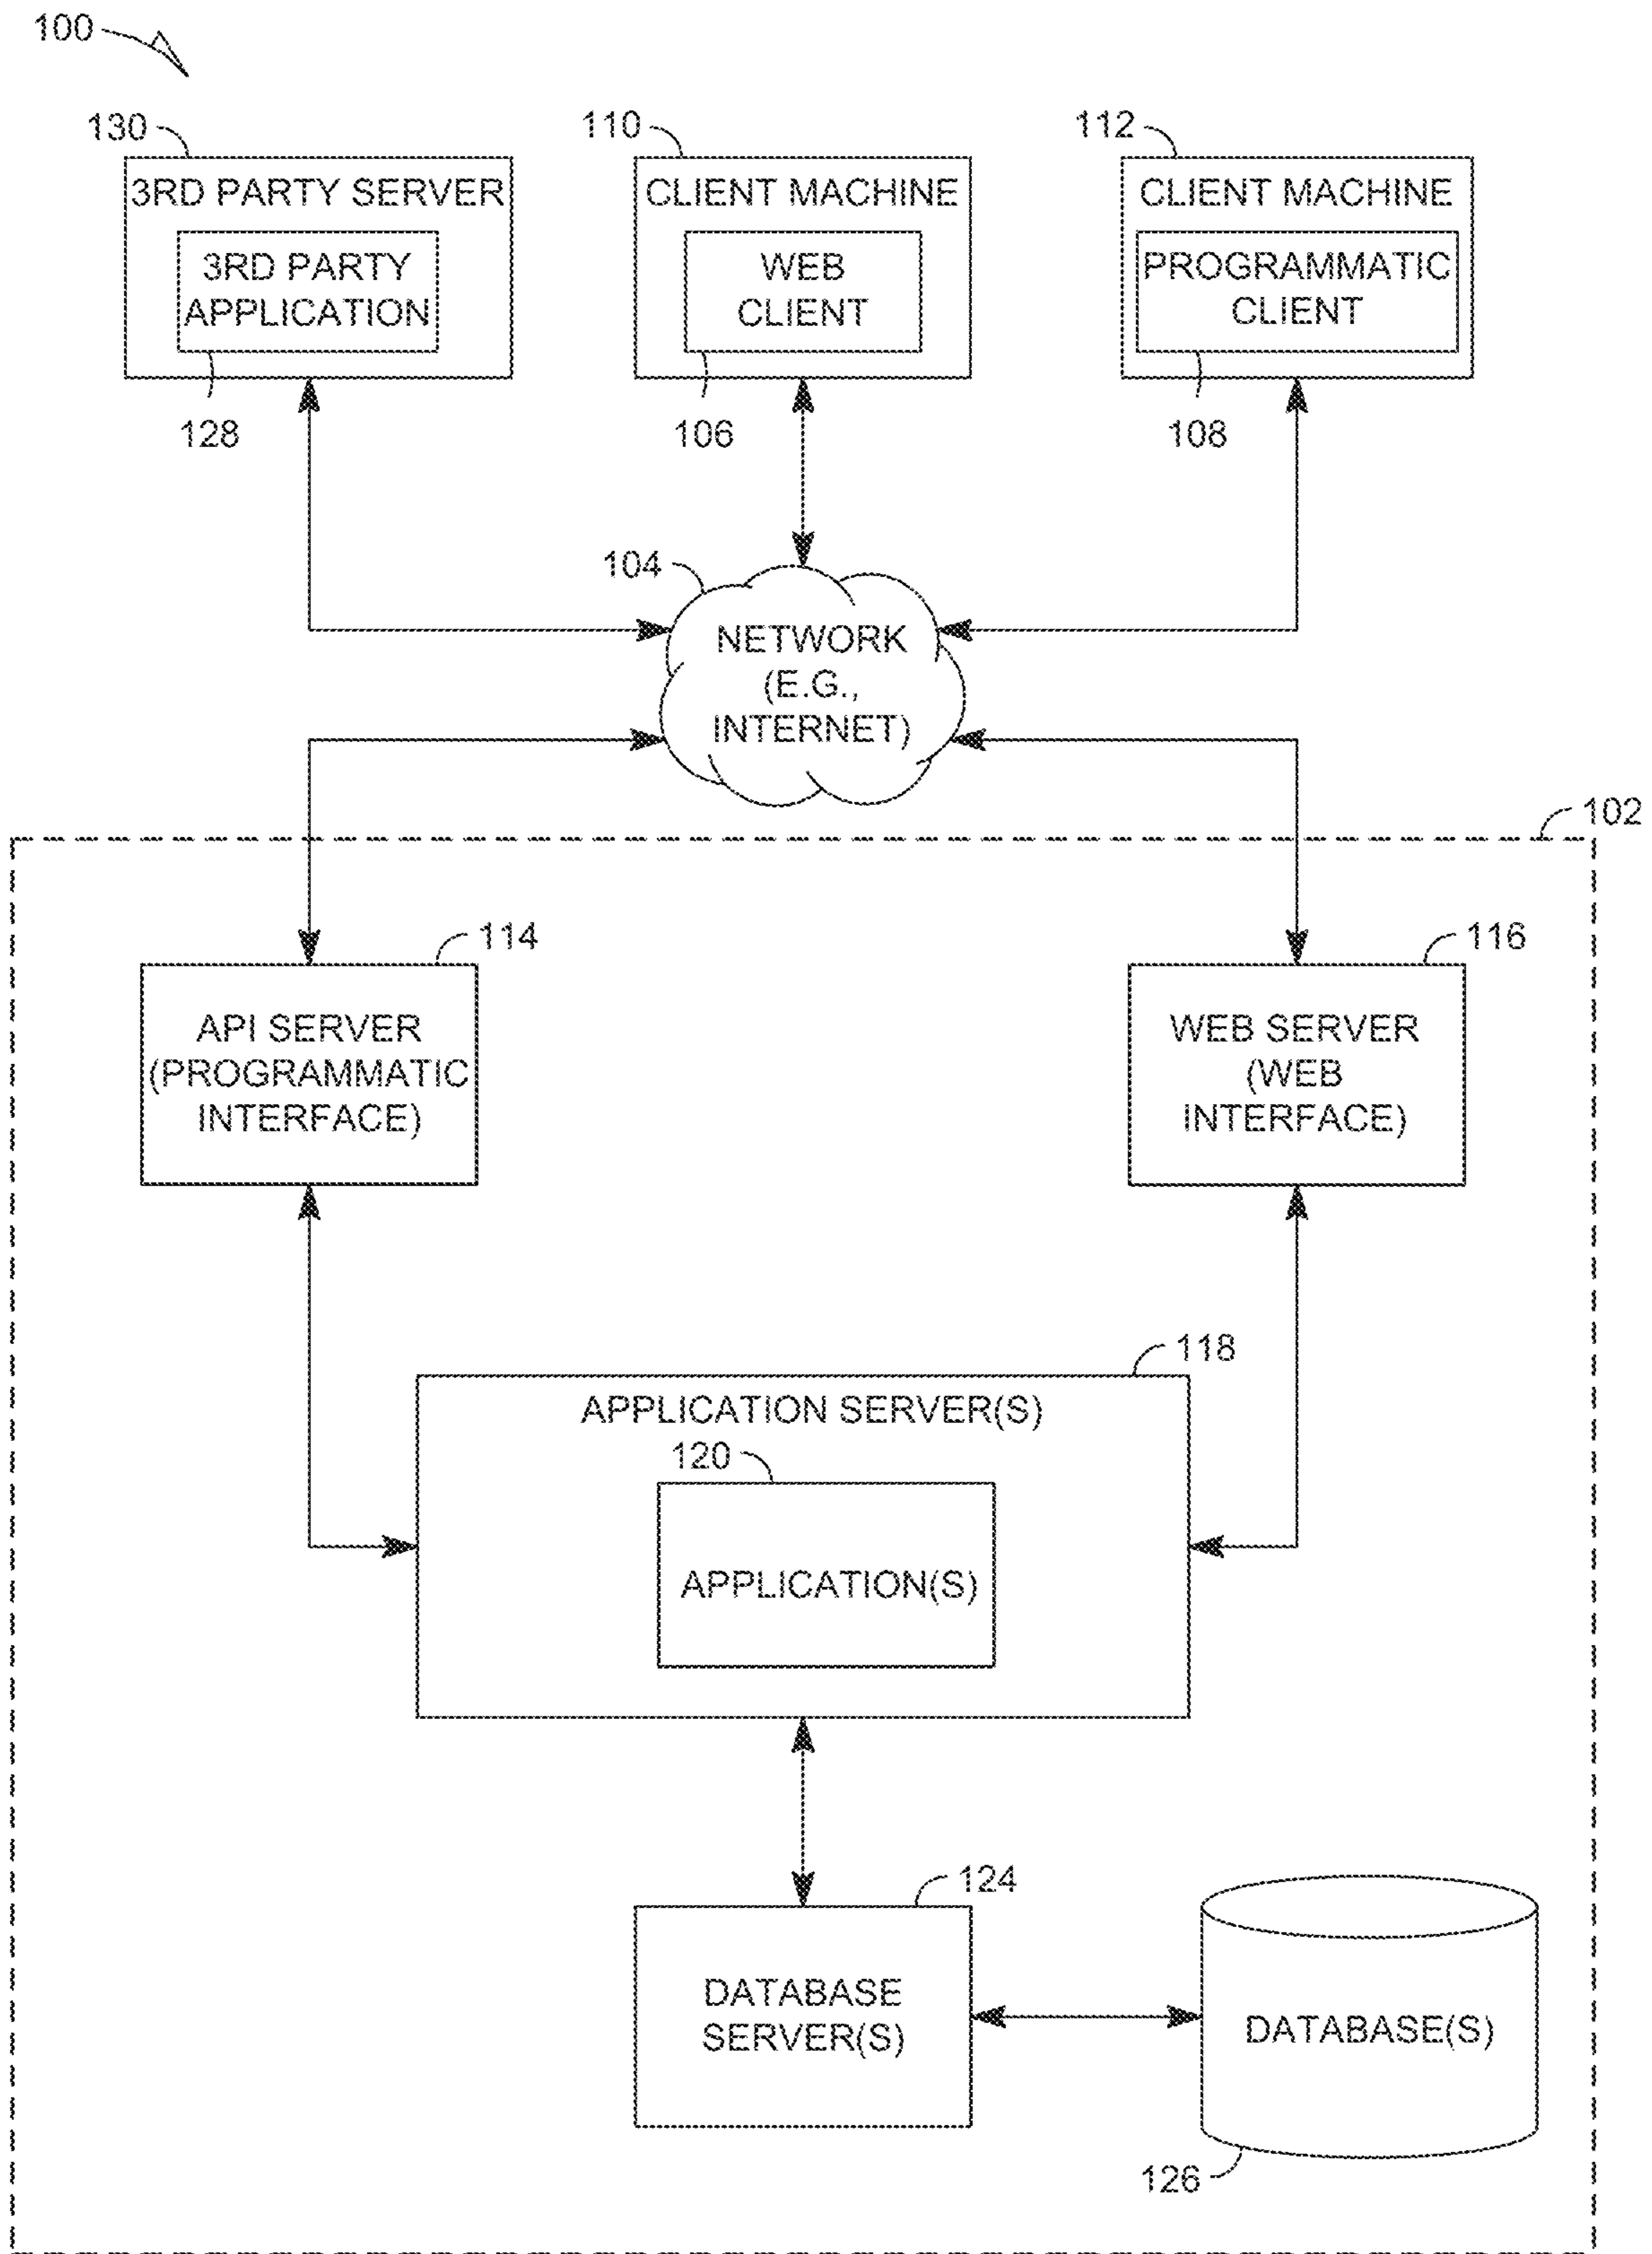 100
130
110
112
3RD PARTY SERVER
CLIENT MACHINE
CLIENT MACHINE
3RD PARTY
APPLICATION
WEB
CLIENT
PROGRAMMATIC
CLIENT
128
106
108
104
NETWORK
(E.G.,
INTERNET)
102
114
116
API SERVER
(PROGRAMMATIC
INTERFACE)
WEB SERVER
(WEB
INTERFACE)
118
APPLICATION SERVER(S)
120
APPLICATION(S)
124
DATABASE
SERVER(S)
DATABASE(S)
126